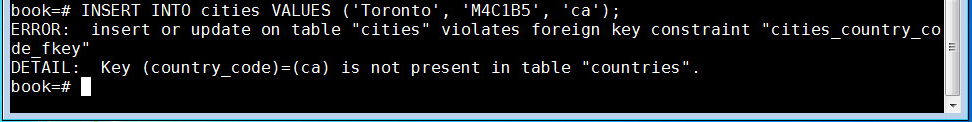 book=# INSERT INTO cities VALUES ('Toronto', 'M4C1B5', 'ca');
ERROR:  insert or update on table "cities" violates foreign key constraint "cities_country_co
de_fkey"
DETAIL:  Key (country_code)=(ca) is not present in table "countries".
book=#